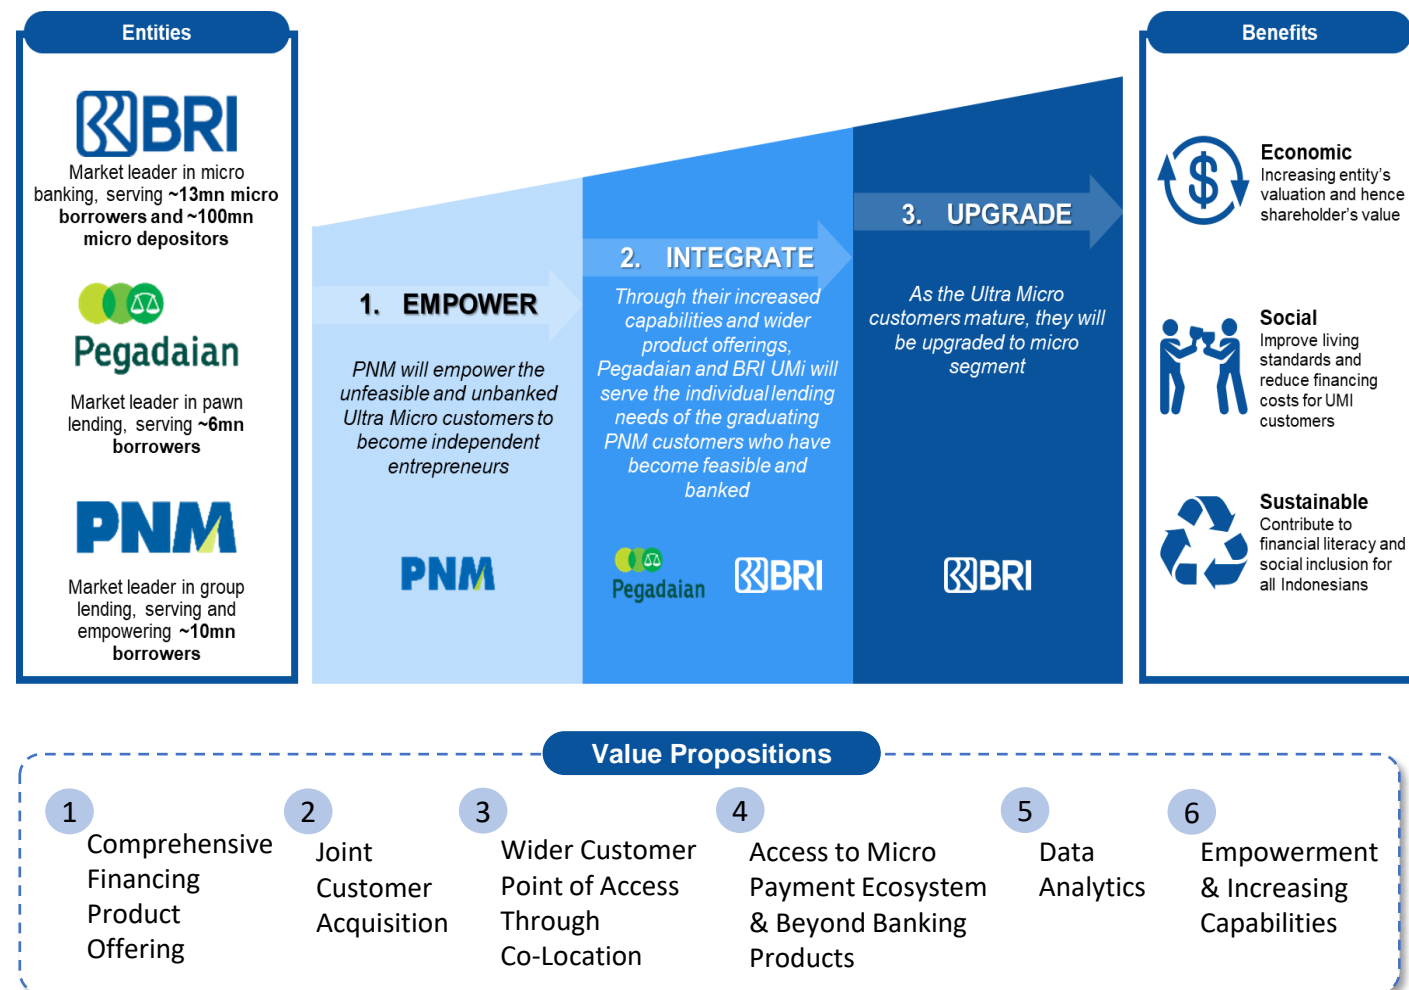 Entities
BRI
Market leader in micro
banking, serving ~13mn micro
borrowers and ~100mn
micro depositors
Pegadaian
Market leader in pawn
lending, serving ~6mn
borrowers
PNM
Market leader in group
lending, serving and
empowering ~10mn
borrowers
1. EMPOWER
PNM will empower the
unfeasible and unbanked
Ultra Micro customers to
become independent
entrepreneurs
PNM
2. INTEGRATE
Through their increased
capabilities and wider
product offerings,
Pegadaian and BRI UMi will
serve the individual lending
needs of the graduating
PNM customers who have
become feasible and
banked
Pegadaian
BRI
3. UPGRADE
As the Ultra Micro
customers mature, they will
be upgraded to micro
segment
BRI
Benefits
$
Economic
Increasing entity's
valuation and hence
shareholder's value
Social
Improve living
standards and
reduce financing
costs for UMI
customers
Sustainable
Contribute to
financial literacy and
social inclusion for
all Indonesians
Value Propositions
1
Comprehensive
Financing
Product
Offering
2
Joint
Customer
Acquisition
3
Wider Customer
Point of Access
Through
Co-Location
4
Access to Micro
Payment Ecosystem
& Beyond Banking
Products
5
Data
Analytics
6
Empowerment
& Increasing
Capabilities